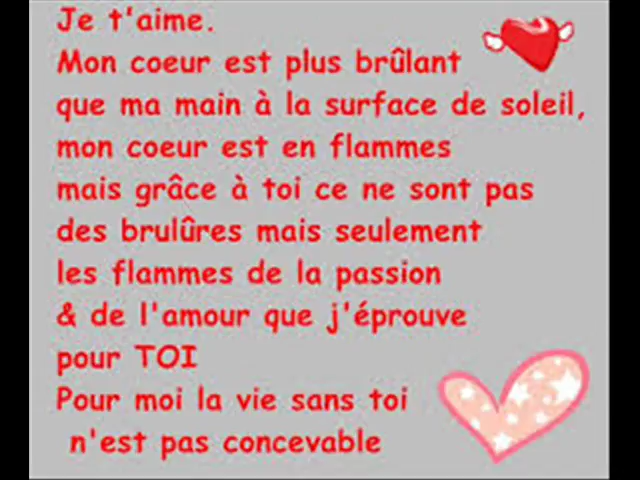 Je t'aime.
Mon coeur est plus brûlant
que ma main à la surface de soleil,
mon coeur est en flammes
mais grâce à toi ce ne sont pas
des brulûres mais seulement
les flammes de la passion
& de l'amour que j'éprouve
pour TOI
Pour moi la vie sans toi
n'est pas concevable